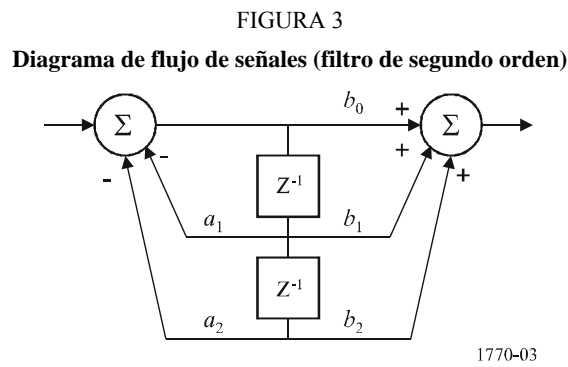 FIGURA 3
Diagrama de flujo de señales (filtro de segundo orden)
Σ b₀ + Σ
- - + +
Z⁻¹
a₁ b₁
Z⁻¹
a₂ b₂
1770-03